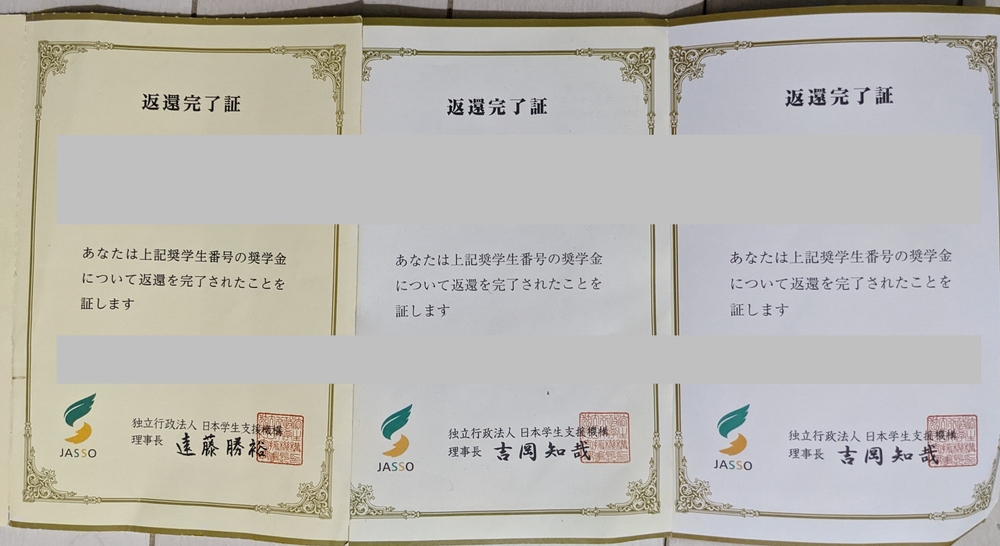 返還完了証
あなたは上記奨学生番号の奨学金
について返還を完了されたことを
証します
JASSO
独立行政法人 日本学生支援機構
理事長 遠藤勝裕
返還完了証
あなたは上記奨学生番号の奨学金
について返還を完了されたことを
証します
JASSO
独立行政法人 日本学生支援機構
理事長 吉岡知哉
返還完了証
あなたは上記奨学生番号の奨学金
について返還を完了されたことを
証します
JASSO
独立行政法人 日本学生支援機構
理事長 吉岡知哉